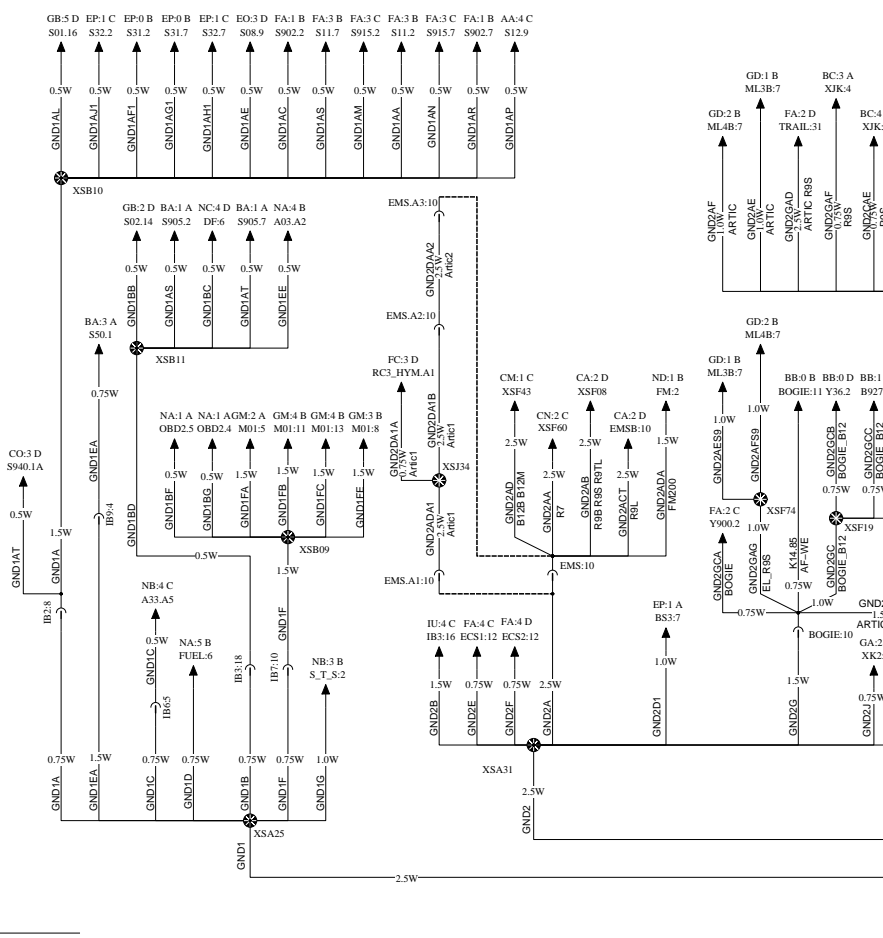 GB:5 D EP:1 C EP:0 B EP:0 B EP:1 C EO:3 D FA:1 B FA:3 B FA:3 C FA:3 B FA:3 C FA:1 B AA:4 C
S01.16 S32.2 S31.2 S31.7 S32.7 S08.9 S902.2 S11.7 S915.2 S11.2 S915.7 S902.7 S12.9
0.5W 0.5W 0.5W 0.5W 0.5W 0.5W 0.5W 0.5W 0.5W 0.5W 0.5W 0.5W 0.5W
GND1AL GND1AJ1 GND1AF1 GND1AG1 GND1AH1 GND1AE GND1AC GND1AS GND1AM GND1AA GND1AN GND1AR GND1AP
XSB10
GD:1 B BC:3 A
ML3B:7 XJK:4
GD:2 B FA:2 D BC:4
ML4B:7 TRAIL:31 XJK:
GND2AF 1.0W ARTIC
GND2AE 1.0W ARTIC
GND2GAD 2.5W ARTIC R9S
GND2GAF 0.75W R9S
GND2CAE 0.75W R9S
GB:2 D BA:1 A NC:4 D BA:1 A NA:4 B
S02.14 S905.2 DF:6 S905.7 A03.A2
0.5W 0.5W 0.5W 0.5W 0.5W
GND1BB GND1AS GND1BC GND1AT GND1EE
XSB11
EMS.A3:10
GND2DAA2 2.5W Artic2
EMS.A2:10
BA:3 A
S50.1
0.75W
GND1EA
IB9:4
FC:3 D
RC3_HYM.A1
GND2DA1A 0.75W Artic1
GND2DA1B 2.5W Artic1
XSJ34
GND2ADA1 2.5W Artic1
EMS.A1:10
NA:1 A NA:1 A GM:2 A GM:4 B GM:4 B GM:3 B
OBD2.5 OBD2.4 M01:5 M01:11 M01:13 M01:8
0.5W 0.5W 1.5W 1.5W 1.5W 1.5W
GND1BF GND1BG GND1FA GND1FB GND1FC GND1FE
XSB09
GND1BD
0.5W
1.5W
GND1F
CM:1 C CA:2 D ND:1 B
XSF43 XSF08 FM:2
CN:2 C CA:2 D
XSF60 EMSB:10
2.5W 2.5W 2.5W 2.5W 1.5W
GND2AD B12B B12M
GND2AA R7
GND2AB R9B R9S R9TL
GND2ACT R9L
GND2ADA FM200
EMS:10
GD:2 B
ML4B:7
GD:1 B
ML3B:7
1.0W 1.0W
GND2AES9 GND2AFS9
XSF74
BB:0 B BB:0 D BB:1
BOGIE:11 Y36.2 B927
GND2GCB BOGIE_B12
GND2GCC BOGIE_B12
0.75W 0.75W
XSF19
FA:2 C
Y900.2
GND2GCA BOGIE
1.0W
GND2GAG EL_R9S
K14.85 AF-WE
0.75W
GND2GC BOGIE_B12
0.75W
1.0W
GND2
1.5
ARTIC
BOGIE:10
CO:3 D
S940.1A
0.5W
GND1AT
1.5W
GND1A
IB2:8
NB:4 C
A33.A5
0.5W
GND1C
IB6:5
NA:5 B
FUEL:6
IB3:18
IB7:10
NB:3 B
S_T_S:2
0.75W 1.5W 0.75W 0.75W 0.75W 0.75W 1.0W
GND1A GND1EA GND1C GND1D GND1B GND1F GND1G
XSA25
GND1
2.5W
IU:4 C FA:4 C FA:4 D
IB3:16 ECS1:12 ECS2:12
1.5W 0.75W 0.75W 2.5W
GND2B GND2E GND2F GND2A
EP:1 A
BS3:7
1.0W
GND2D1
1.5W
GND2G
GA:2
XK2:
0.75W
GND2J
XSA31
2.5W
GND2